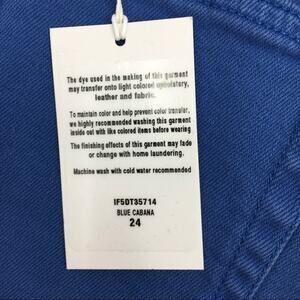 The dye used in the making of this garment
may transfer onto light colored upholstery,
leather and fabric.
To maintain color and help prevent color transfer,
we highly recommended washing this garment
inside out with like colored items before wearing
The finishing effects of this garment may fade
or change with home laundering.
Machine wash with cold water recommended
IF5DT35714
BLUE CABANA
24